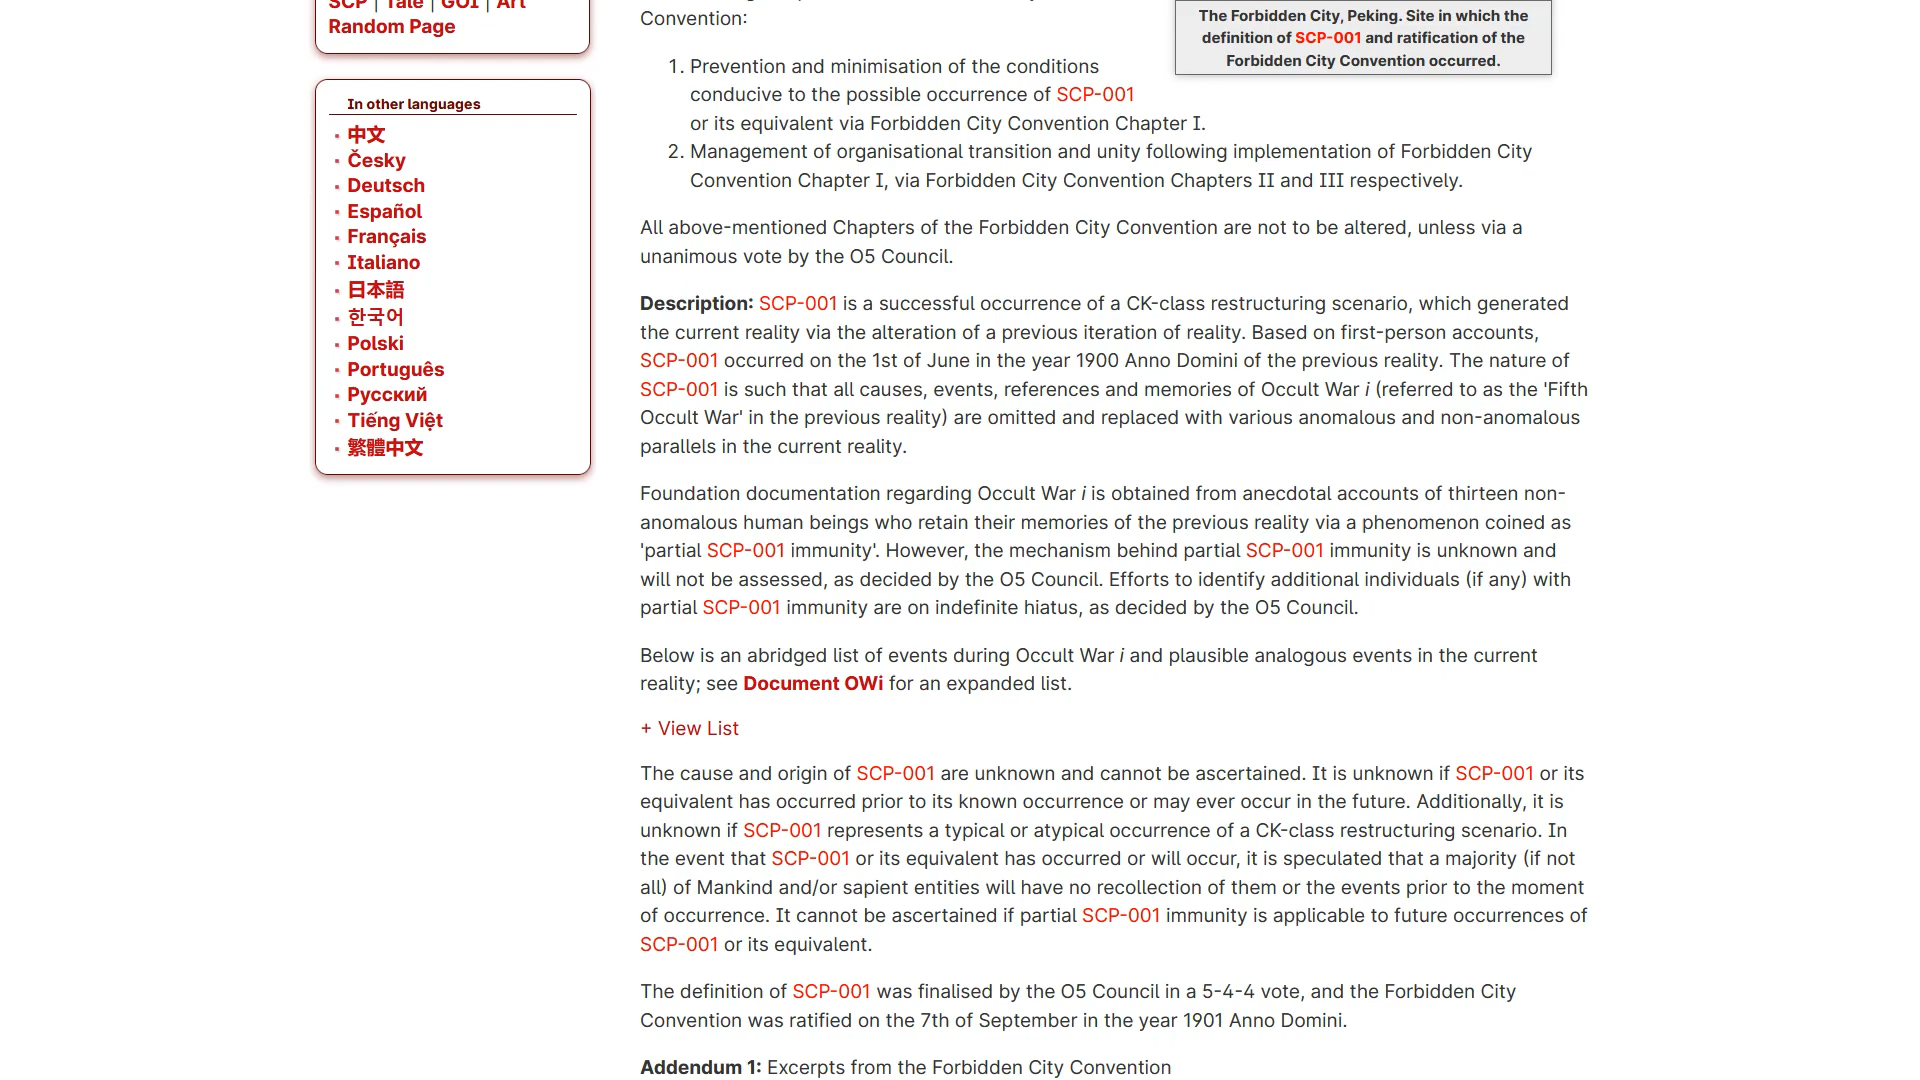 SCP | Tale | GOI | Art
Random Page
In other languages
中文
Česky
Deutsch
Español
Français
Italiano
日本語
한국어
Polski
Português
Русский
Tiếng Việt
繁體中文
Convention:
The Forbidden City, Peking. Site in which the
definition of SCP-001 and ratification of the
Forbidden City Convention occurred.
1. Prevention and minimisation of the conditions
conducive to the possible occurrence of SCP-001
or its equivalent via Forbidden City Convention Chapter I.
2. Management of organisational transition and unity following implementation of Forbidden City
Convention Chapter I, via Forbidden City Convention Chapters II and III respectively.
All above-mentioned Chapters of the Forbidden City Convention are not to be altered, unless via a
unanimous vote by the O5 Council.
Description: SCP-001 is a successful occurrence of a CK-class restructuring scenario, which generated
the current reality via the alteration of a previous iteration of reality. Based on first-person accounts,
SCP-001 occurred on the 1st of June in the year 1900 Anno Domini of the previous reality. The nature of
SCP-001 is such that all causes, events, references and memories of Occult War i (referred to as the 'Fifth
Occult War' in the previous reality) are omitted and replaced with various anomalous and non-anomalous
parallels in the current reality.
Foundation documentation regarding Occult War i is obtained from anecdotal accounts of thirteen non-
anomalous human beings who retain their memories of the previous reality via a phenomenon coined as
'partial SCP-001 immunity'. However, the mechanism behind partial SCP-001 immunity is unknown and
will not be assessed, as decided by the O5 Council. Efforts to identify additional individuals (if any) with
partial SCP-001 immunity are on indefinite hiatus, as decided by the O5 Council.
Below is an abridged list of events during Occult War i and plausible analogous events in the current
reality; see Document OWi for an expanded list.
+ View List
The cause and origin of SCP-001 are unknown and cannot be ascertained. It is unknown if SCP-001 or its
equivalent has occurred prior to its known occurrence or may ever occur in the future. Additionally, it is
unknown if SCP-001 represents a typical or atypical occurrence of a CK-class restructuring scenario. In
the event that SCP-001 or its equivalent has occurred or will occur, it is speculated that a majority (if not
all) of Mankind and/or sapient entities will have no recollection of them or the events prior to the moment
of occurrence. It cannot be ascertained if partial SCP-001 immunity is applicable to future occurrences of
SCP-001 or its equivalent.
The definition of SCP-001 was finalised by the O5 Council in a 5-4-4 vote, and the Forbidden City
Convention was ratified on the 7th of September in the year 1901 Anno Domini.
Addendum 1: Excerpts from the Forbidden City Convention